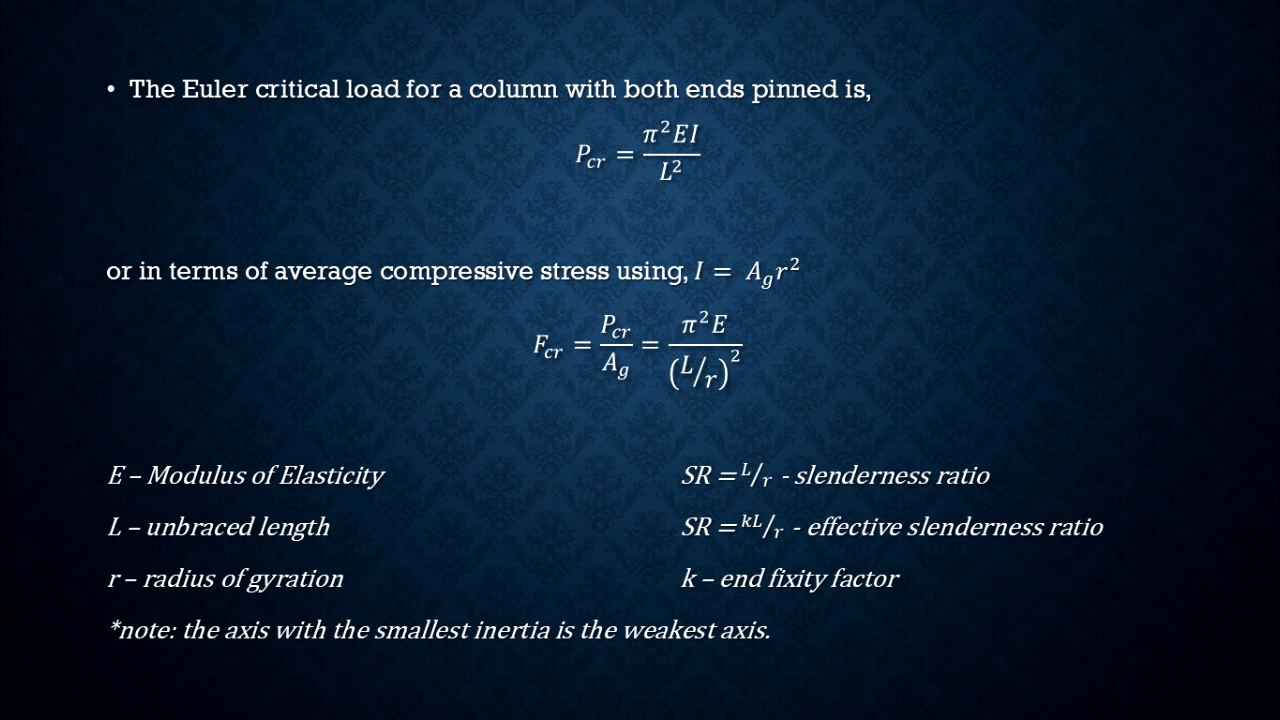 • The Euler critical load for a column with both ends pinned is,
P_cr = π²EI / L²
or in terms of average compressive stress using, I = A_g r²
F_cr = P_cr / A_g = π²E / (L/r)²
E – Modulus of Elasticity
SR = L/r - slenderness ratio
L – unbraced length
SR = kL/r - effective slenderness ratio
r – radius of gyration
k – end fixity factor
*note: the axis with the smallest inertia is the weakest axis.